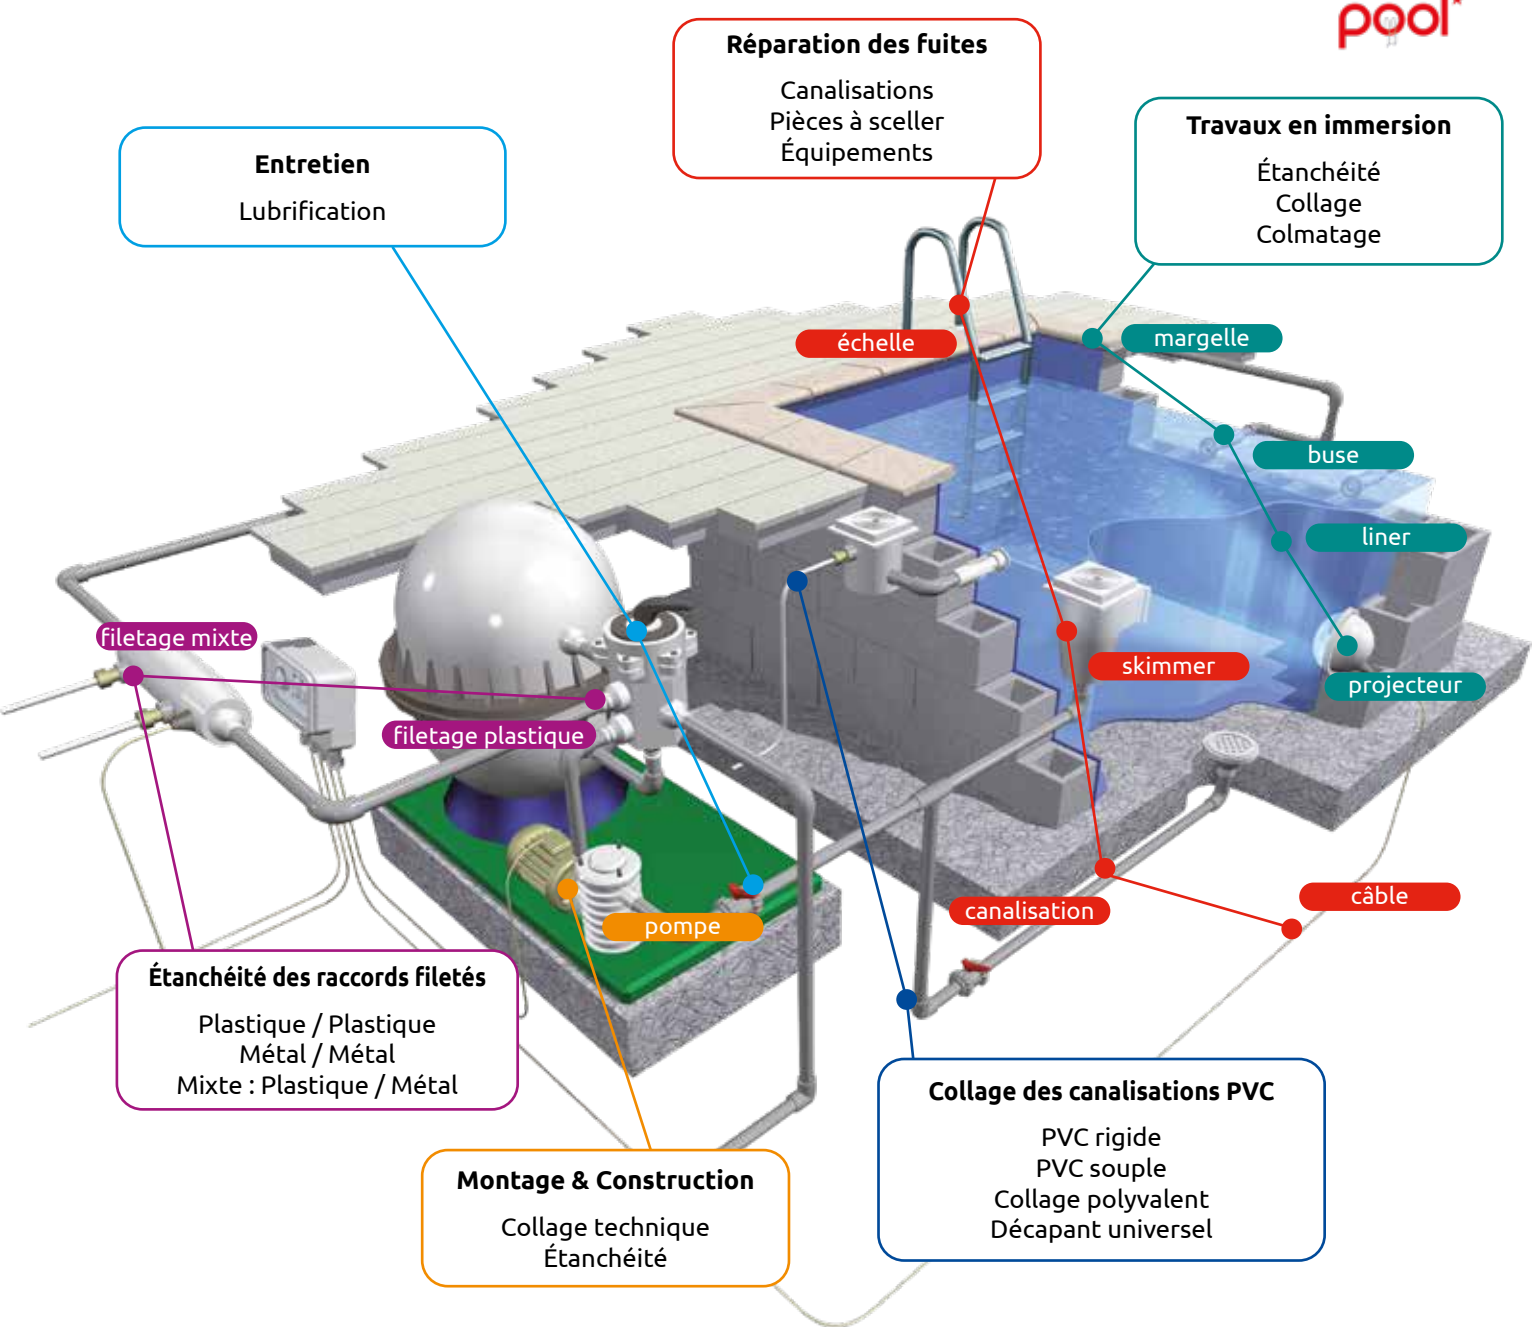 pool*
Réparation des fuites
Canalisations
Pièces à sceller
Équipements
Travaux en immersion
Étanchéité
Collage
Colmatage
Entretien
Lubrification
échelle
margelle
buse
liner
filetage mixte
skimmer
projecteur
filetage plastique
câble
canalisation
pompe
Étanchéité des raccords filetés
Plastique / Plastique
Métal / Métal
Mixte : Plastique / Métal
Collage des canalisations PVC
PVC rigide
PVC souple
Collage polyvalent
Décapant universel
Montage & Construction
Collage technique
Étanchéité